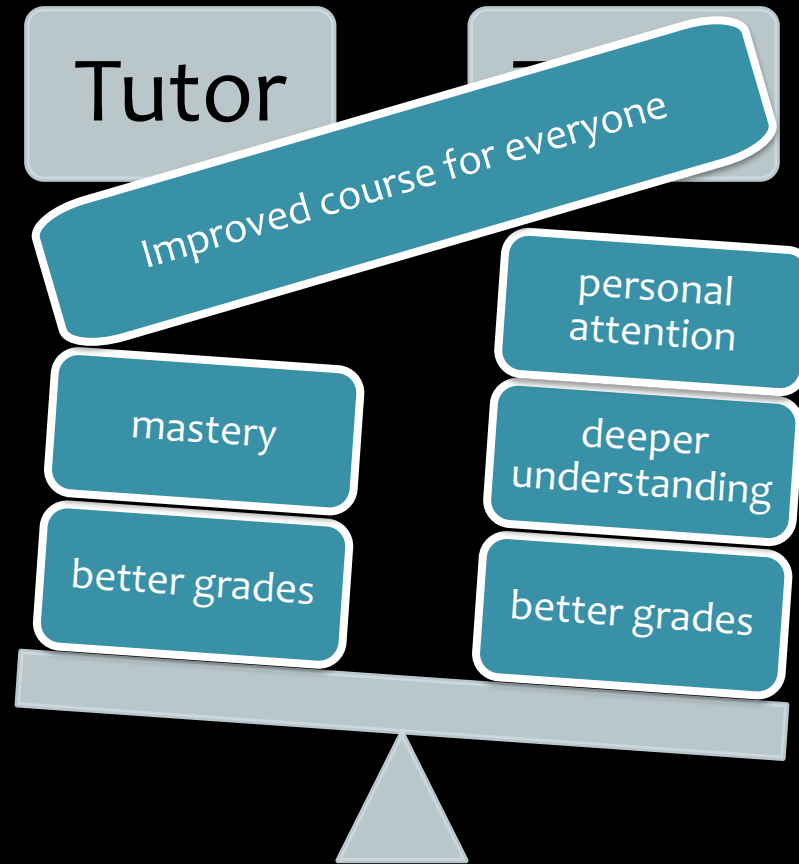 Tutor
Improved course for everyone
personal
attention
mastery
deeper
understanding
better grades
better grades